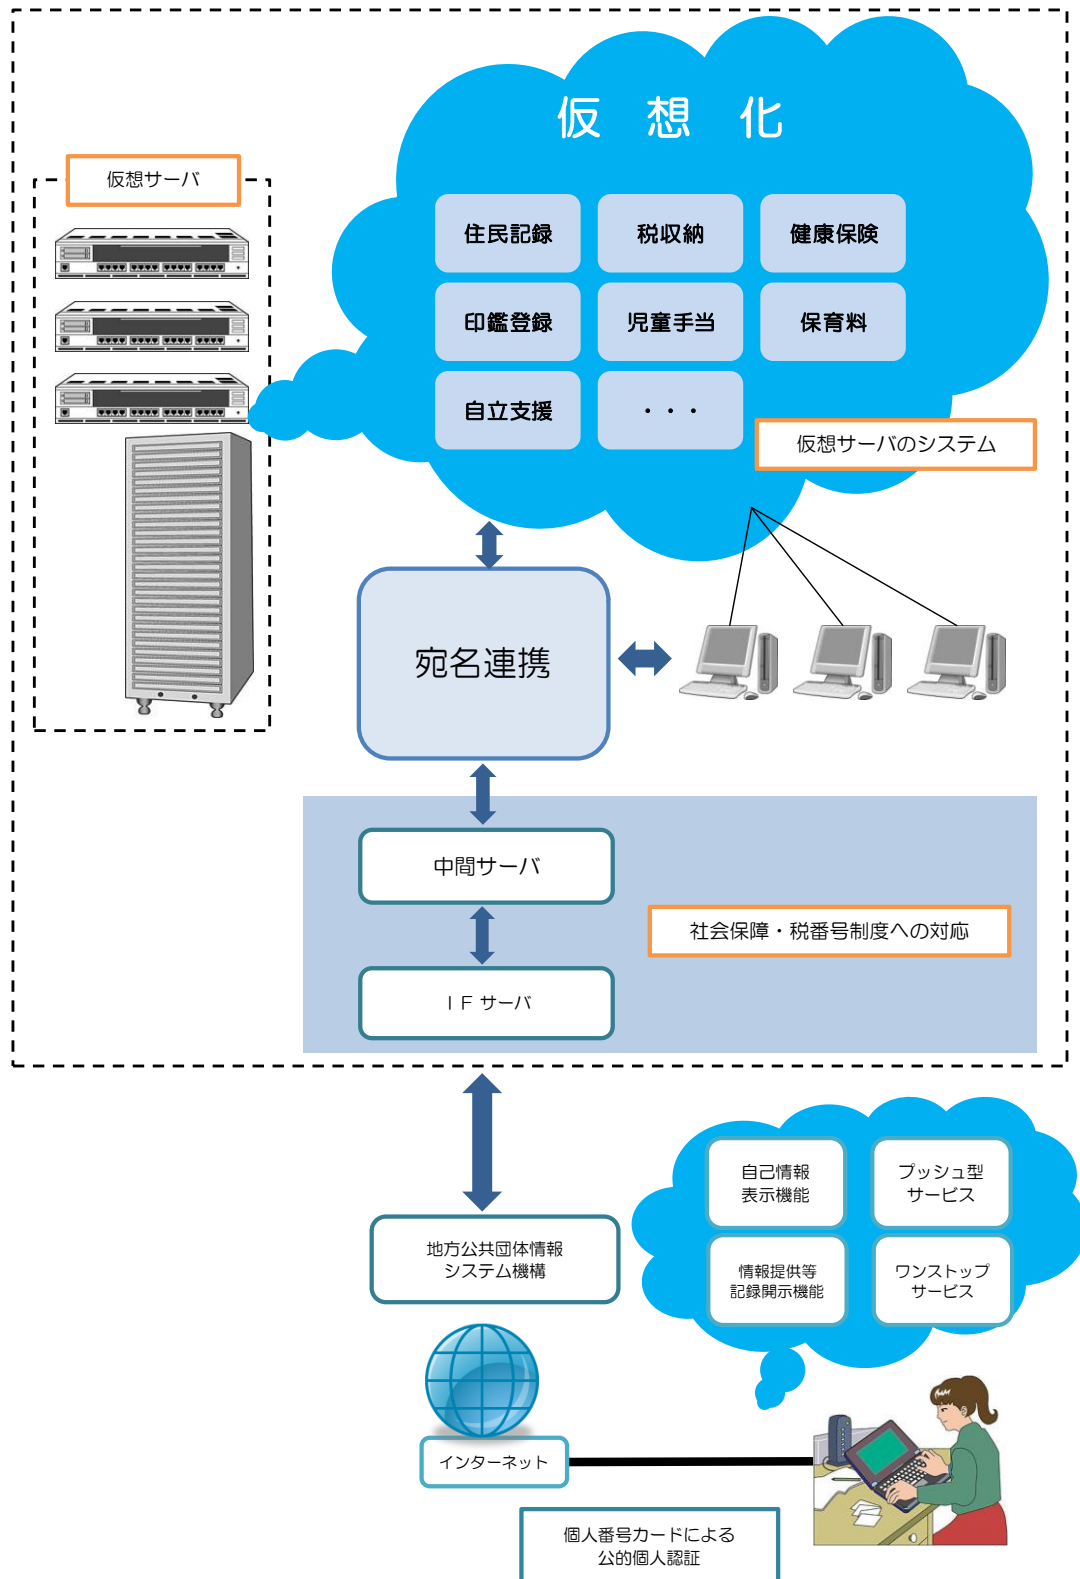 仮 想 化
仮想サーバ
住民記録
税収納
健康保険
印鑑登録
児童手当
保育料
自立支援
・・・
仮想サーバのシステム
宛名連携
中間サーバ
社会保障・税番号制度への対応
ＩＦ サーバ
自己情報
表示機能
プッシュ型
サービス
地方公共団体情報
システム機構
情報提供等
記録開示機能
ワンストップ
サービス
インターネット
個人番号カードによる
公的個人認証